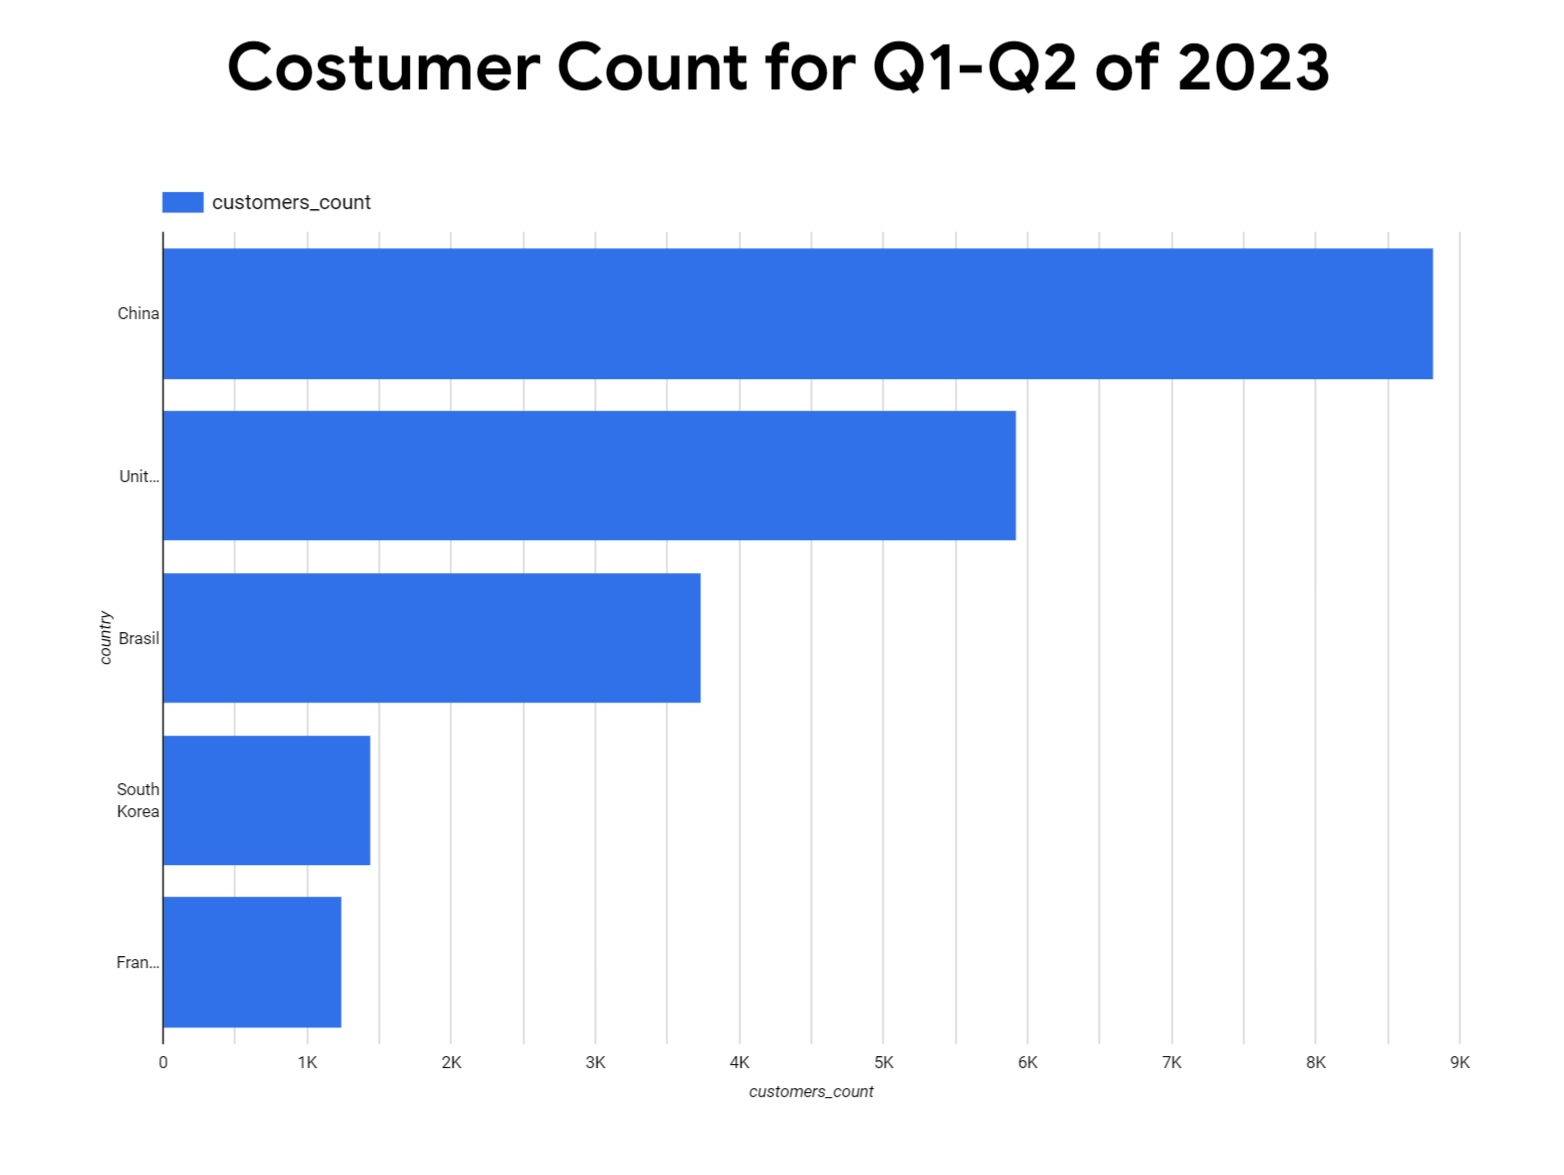 Costumer Count for Q1-Q2 of 2023
customers_count
China
Unit...
Brasil
South
Korea
Fran...
country
0 1K 2K 3K 4K 5K 6K 7K 8K 9K
customers_count